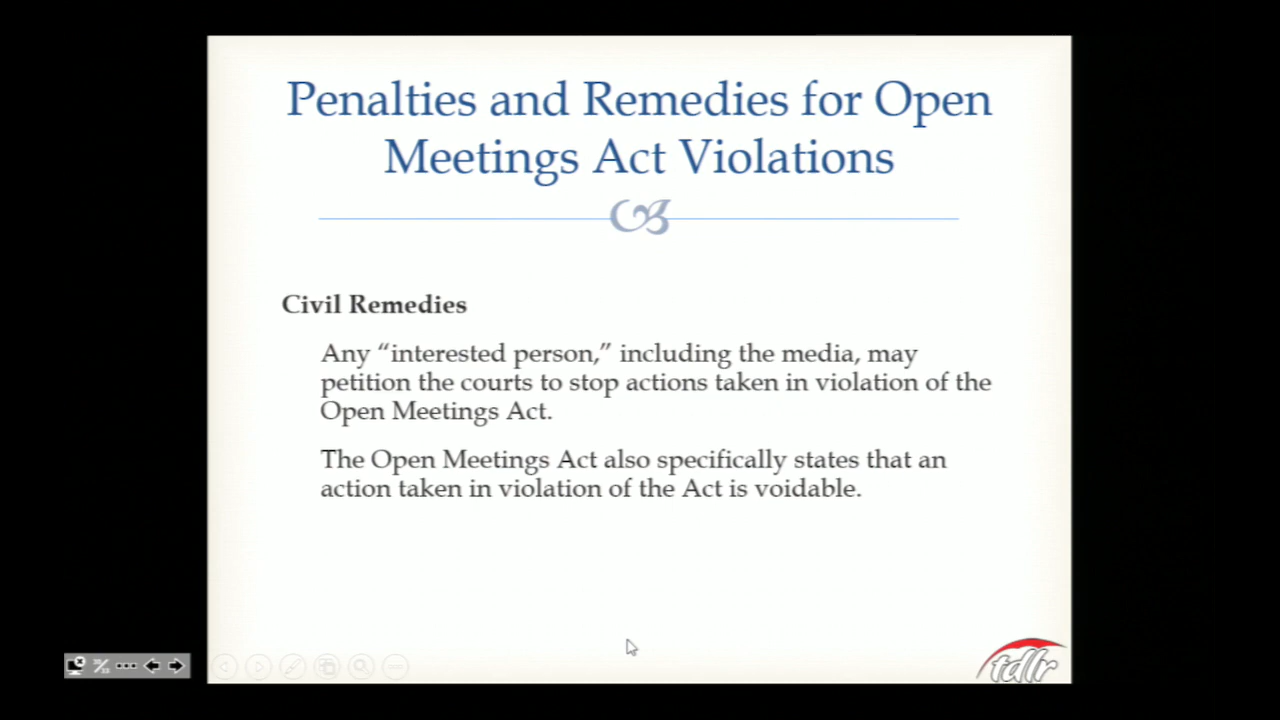 Penalties and Remedies for Open
Meetings Act Violations
Civil Remedies
Any “interested person,” including the media, may
petition the courts to stop actions taken in violation of the
Open Meetings Act.
The Open Meetings Act also specifically states that an
action taken in violation of the Act is voidable.
tdlr